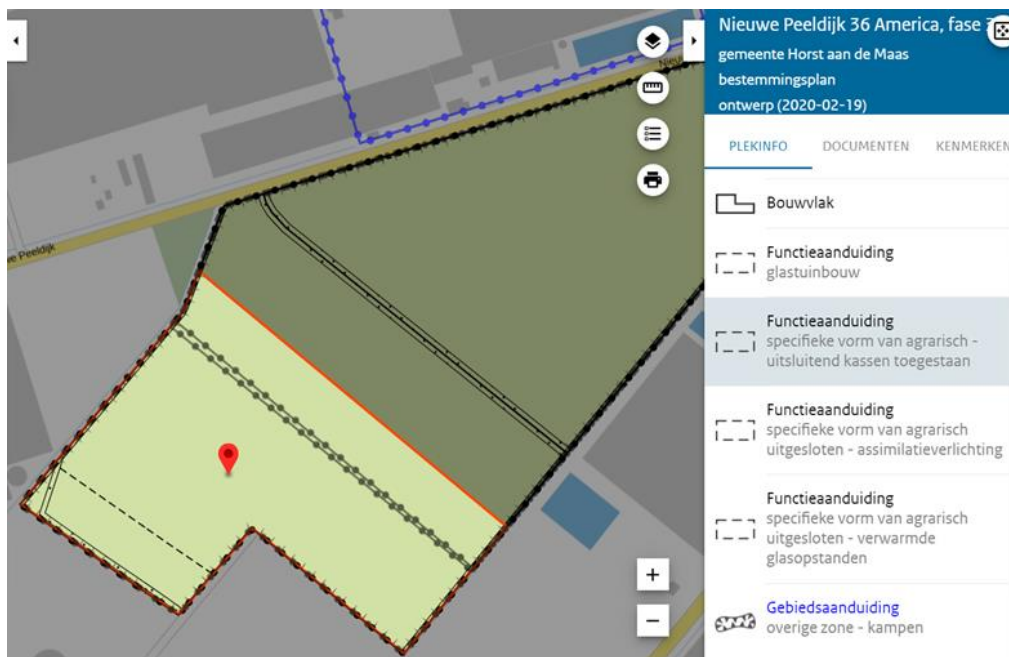 Nieuwe Peeldijk 36 America, fase
gemeente Horst aan de Maas
bestemmingsplan
ontwerp (2020-02-19)
PLEKINFO DOCUMENTEN KENMERKEN
Bouwvlak
Functieaanduiding
glastuinbouw
Functieaanduiding
specifieke vorm van agrarisch -
uitsluitend kassen toegestaan
Functieaanduiding
specifieke vorm van agrarisch
uitgesloten - assimilatieverlichting
Functieaanduiding
specifieke vorm van agrarisch
uitgesloten - verwarmde
glasopstanden
Gebiedsaanduiding
overige zone - kampen
Nieu
we Peeldijk
+
−